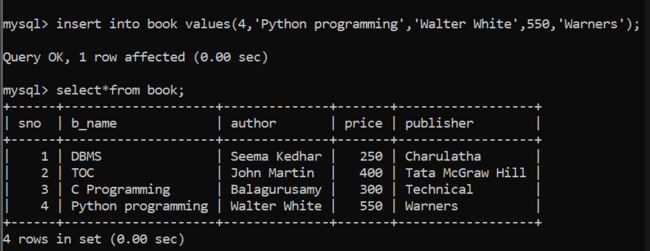 mysql> insert into book values(4,'Python programming','Walter White',550,'Warners');
Query OK, 1 row affected (0.00 sec)
mysql> select*from book;
+------+--------------------+--------------+-------+------------------+
| sno  | b_name             | author       | price | publisher        |
+------+--------------------+--------------+-------+------------------+
|    1 | DBMS               | Seema Kedhar |   250 | Charulatha       |
|    2 | TOC                | John Martin  |   400 | Tata McGraw Hill |
|    3 | C Programming      | Balagurusamy |   300 | Technical        |
|    4 | Python programming | Walter White |   550 | Warners          |
+------+--------------------+--------------+-------+------------------+
4 rows in set (0.00 sec)